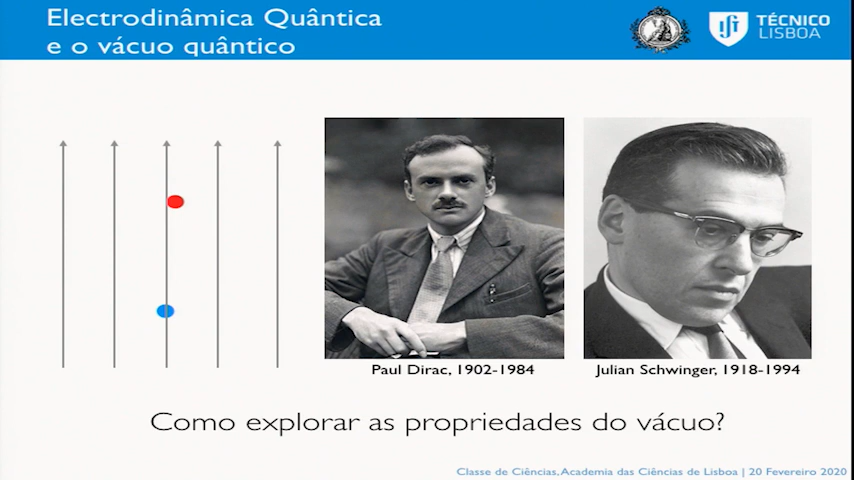 Electrodinâmica Quântica
e o vácuo quântico
TÉCNICO
LISBOA
Paul Dirac, 1902-1984
Julian Schwinger, 1918-1994
Como explorar as propriedades do vácuo?
Classe de Ciências, Academia das Ciências de Lisboa | 20 Fevereiro 2020